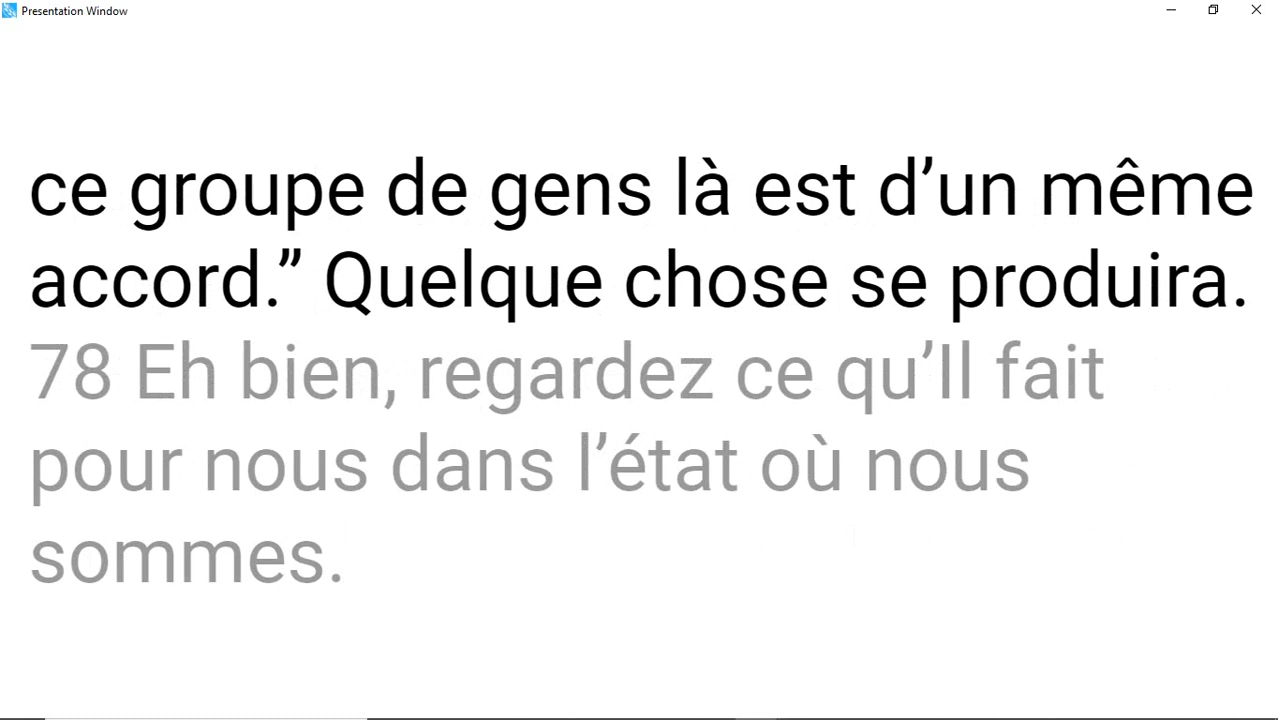 Presentation Window
ce groupe de gens là est d’un même
accord.” Quelque chose se produira.
78 Eh bien, regardez ce qu’Il fait
pour nous dans l’état où nous
sommes.